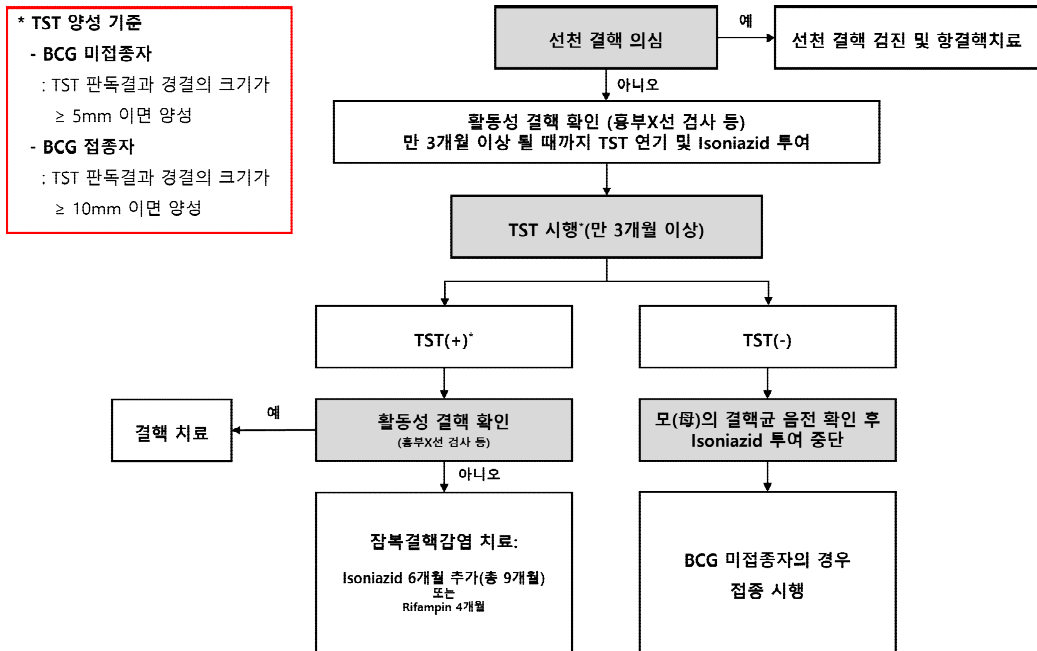 * TST 양성 기준
- BCG 미접종자
: TST 판독결과 경결의 크기가
≥ 5mm 이면 양성
- BCG 접종자
: TST 판독결과 경결의 크기가
≥ 10mm 이면 양성
선천 결핵 의심
예
선천 결핵 검진 및 항결핵치료
아니오
활동성 결핵 확인 (흉부X선 검사 등)
만 3개월 이상 될 때까지 TST 연기 및 Isoniazid 투여
TST 시행*(만 3개월 이상)
TST(+)*
TST(-)
결핵 치료
예
활동성 결핵 확인
(흉부X선 검사 등)
모(母)의 결핵균 음전 확인 후
Isoniazid 투여 중단
아니오
잠복결핵감염 치료:
Isoniazid 6개월 추가(총 9개월)
또는
Rifampin 4개월
BCG 미접종자의 경우
접종 시행